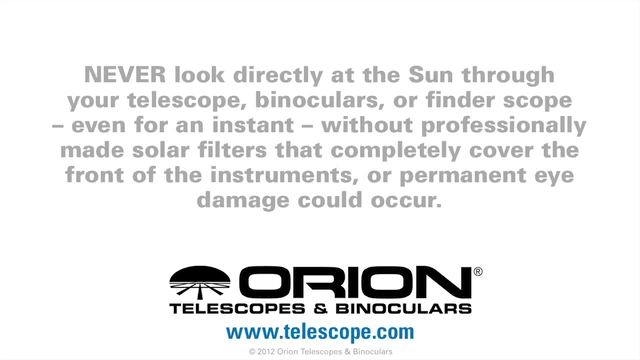 NEVER look directly at the Sun through
your telescope, binoculars, or finder scope
– even for an instant – without professionally
made solar filters that completely cover the
front of the instruments, or permanent eye
damage could occur.
ORION®
TELESCOPES & BINOCULARS
www.telescope.com
© 2012 Orion Telescopes & Binoculars